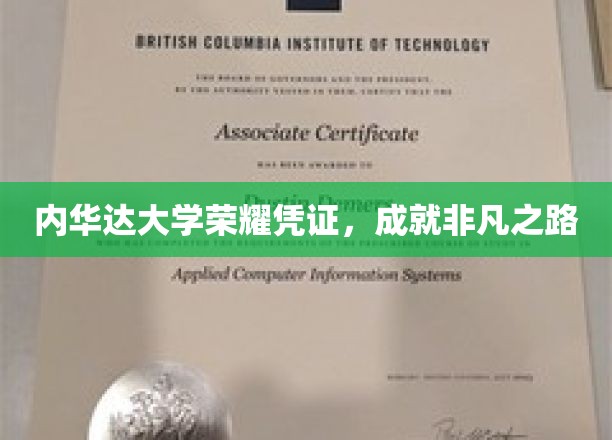 BRITISH COLUMBIA INSTITUTE OF TECHNOLOGY
THE BOARD OF GOVERNORS AND THE PRESIDENT,
BY THE AUTHORITY VESTED IN THEM, CERTIFY THAT THE
Associate Certificate
HAS BEEN AWARDED TO
Dustin Demers
内华达大学荣耀凭证，成就非凡之路
Applied Computer Information Systems